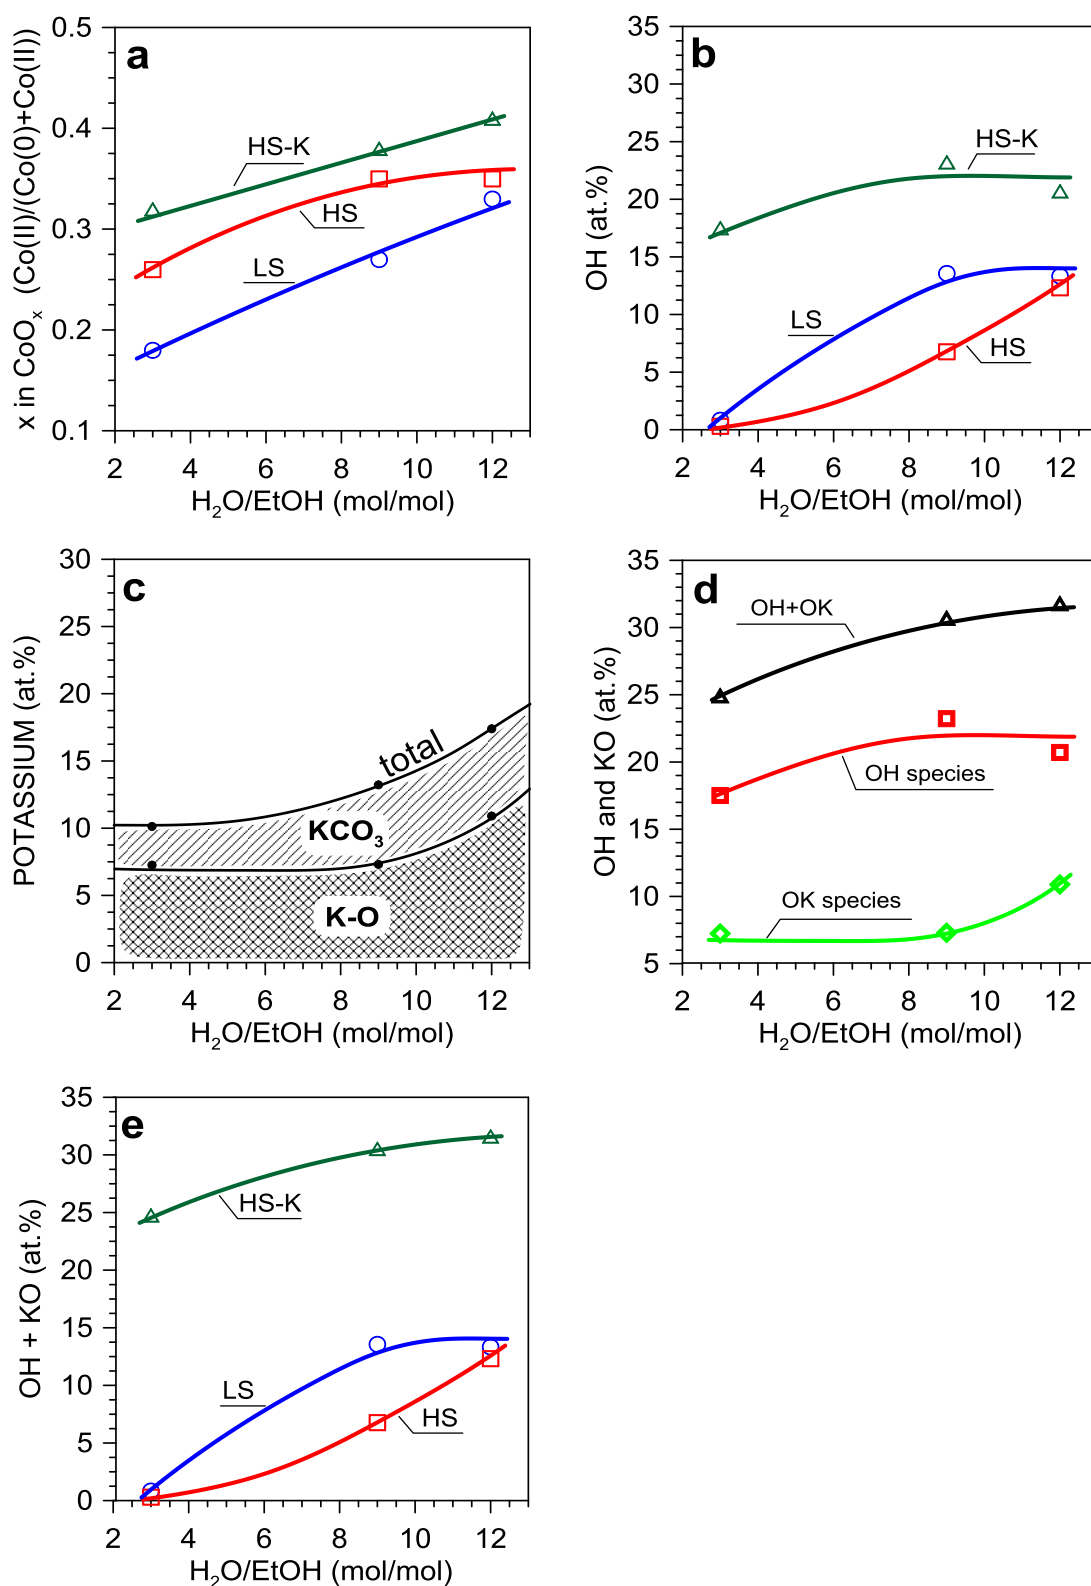 a
x in CoOₓ (Co(II)/(Co(0)+Co(II))
0.5
0.4
0.3
0.2
0.1
HS-K
HS
LS
2 4 6 8 10 12
H₂O/EtOH (mol/mol)
b
OH (at.%)
35
30
25
20
15
10
5
0
HS-K
LS
HS
2 4 6 8 10 12
H₂O/EtOH (mol/mol)
c
POTASSIUM (at.%)
30
25
20
15
10
5
0
total
KCO₃
K-O
2 4 6 8 10 12
H₂O/EtOH (mol/mol)
d
OH and KO (at.%)
35
30
25
20
15
10
5
OH+OK
OH species
OK species
2 4 6 8 10 12
H₂O/EtOH (mol/mol)
e
OH + KO (at.%)
35
30
25
20
15
10
5
0
HS-K
LS
HS
2 4 6 8 10 12
H₂O/EtOH (mol/mol)